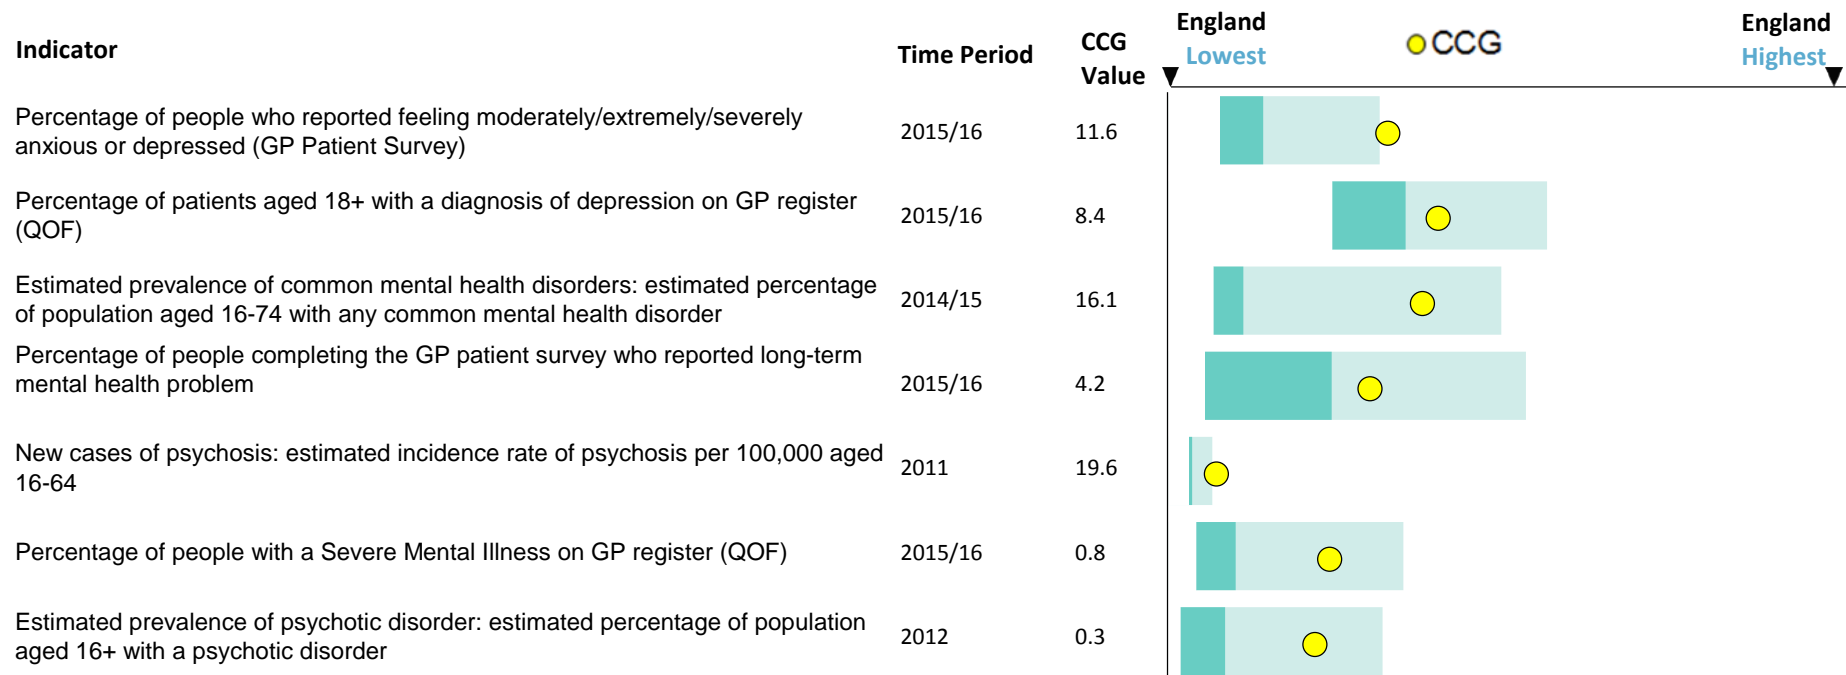 Indicator
Time Period
CCG
Value
England
Lowest
CCG
England
Highest
Percentage of people who reported feeling moderately/extremely/severely
anxious or depressed (GP Patient Survey)
2015/16
11.6
Percentage of patients aged 18+ with a diagnosis of depression on GP register
(QOF)
2015/16
8.4
Estimated prevalence of common mental health disorders: estimated percentage
of population aged 16-74 with any common mental health disorder
2014/15
16.1
Percentage of people completing the GP patient survey who reported long-term
mental health problem
2015/16
4.2
New cases of psychosis: estimated incidence rate of psychosis per 100,000 aged
16-64
2011
19.6
Percentage of people with a Severe Mental Illness on GP register (QOF)
2015/16
0.8
Estimated prevalence of psychotic disorder: estimated percentage of population
aged 16+ with a psychotic disorder
2012
0.3